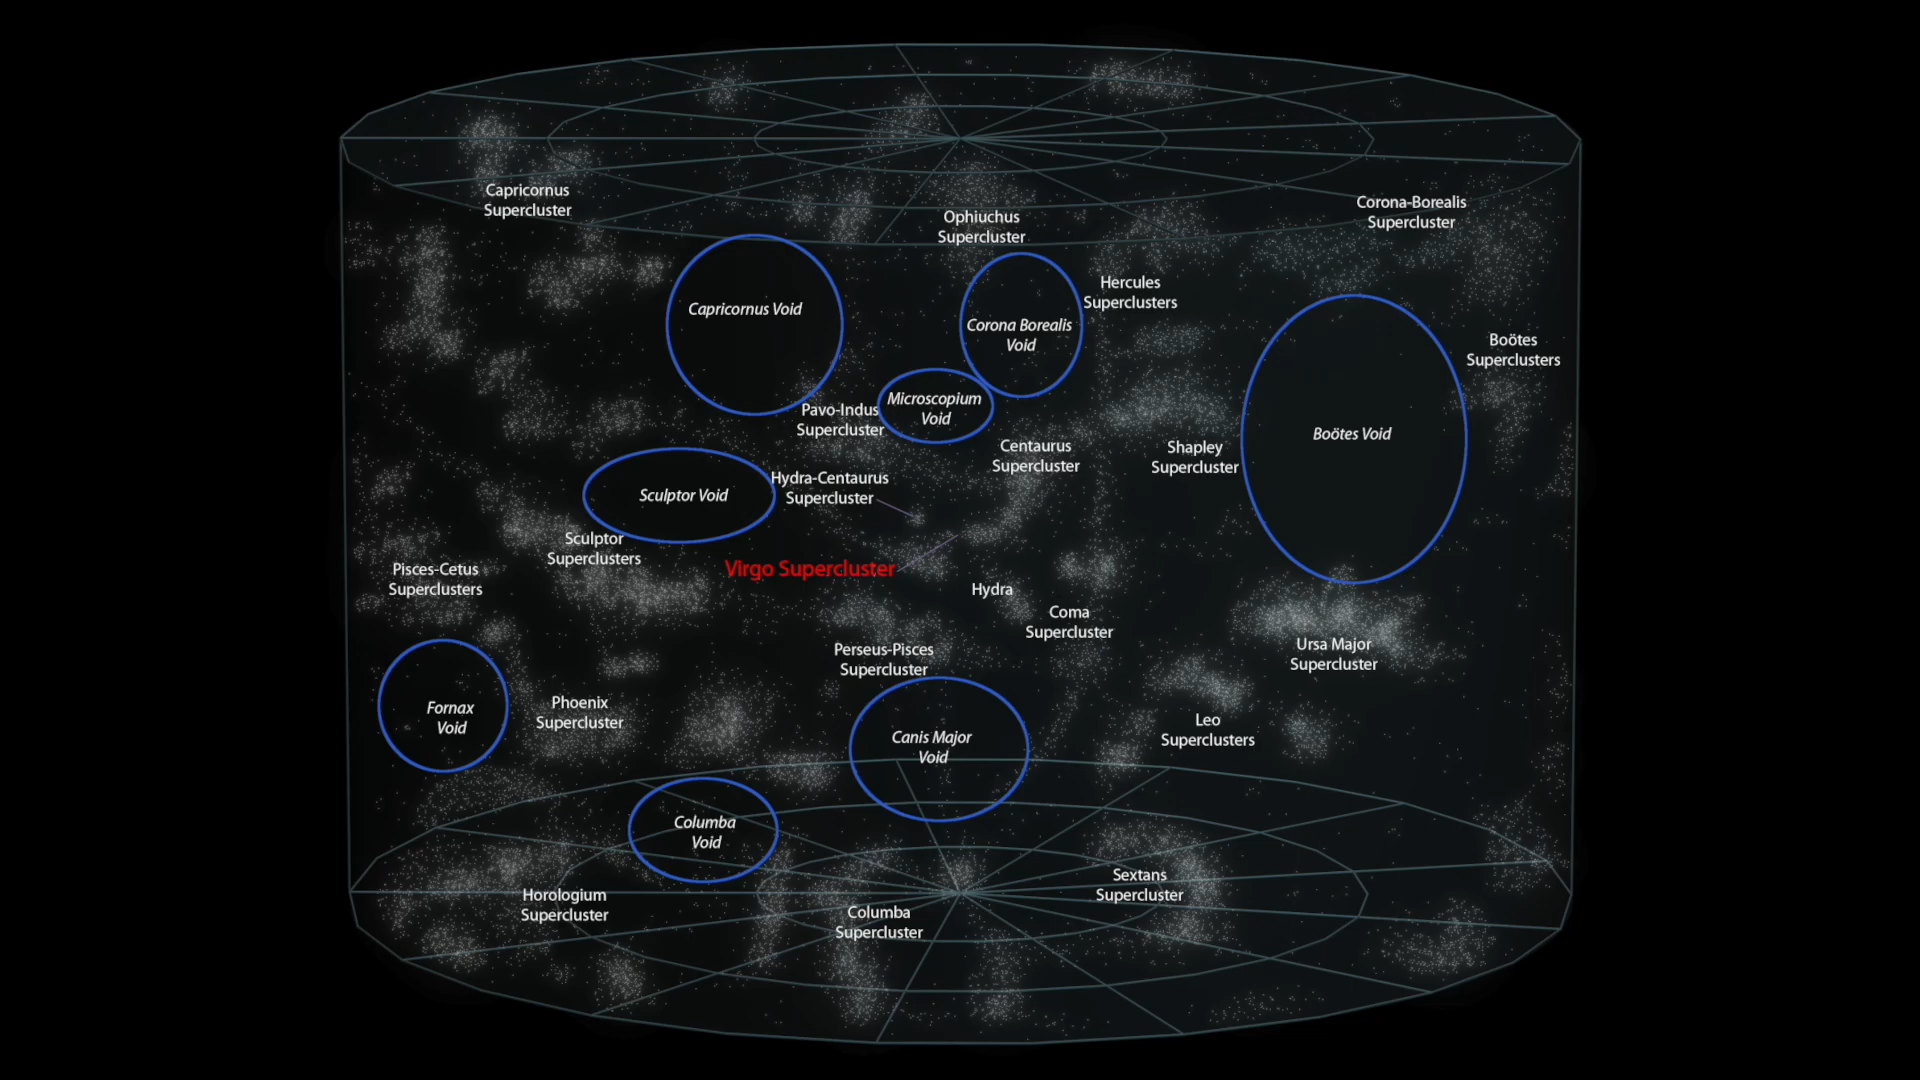 Capricornus
Supercluster
Corona-Borealis
Supercluster
Ophiuchus
Supercluster
Hercules
Superclusters
Capricornus Void
Corona Borealis
Void
Boötes
Superclusters
Microscopium
Void
Pavo-Indus
Supercluster
Boötes Void
Centaurus
Supercluster
Shapley
Supercluster
Hydra-Centaurus
Supercluster
Sculptor Void
Sculptor
Superclusters
Virgo Supercluster
Pisces-Cetus
Superclusters
Hydra
Coma
Supercluster
Perseus-Pisces
Supercluster
Ursa Major
Supercluster
Fornax
Void
Phoenix
Supercluster
Leo
Superclusters
Canis Major
Void
Columba
Void
Horologium
Supercluster
Sextans
Supercluster
Columba
Supercluster